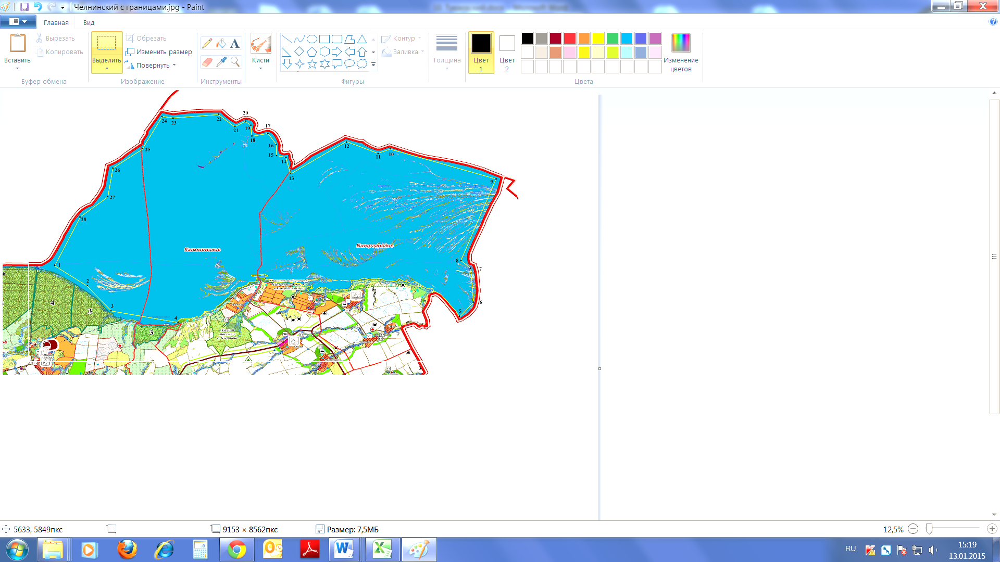 Челнинский с границами.jpg - Paint
Главная
Вид
Вставить
Вырезать
Копировать
Буфер обмена
Выделить
Обрезать
Изменить размер
Повернуть
Изображение
Инструменты
Кисти
Фигуры
Контур
Заливка
Толщина
Цвет
1
Цвет
2
Изменение
цветов
Цвета
20
24
23
22
21
19
17
18
16
15
14
13
12
11
10
9
25
26
27
28
Калмиинское
Биюрганское
1
2
3
4
8
7
6
5
4
3
3
Лесной
массив у
5633, 5849пкс
9153 × 8562пкс
Размер: 7,5МБ
12,5%
RU
15:19
13.01.2015